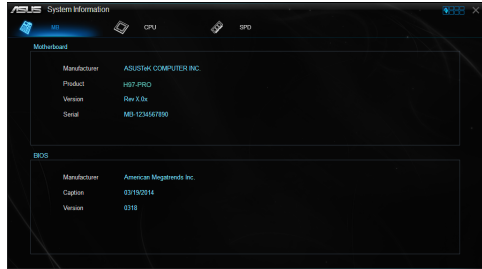 ASUS System Information
MB CPU SPD
Motherboard
Manufacturer ASUSTeK COMPUTER INC.
Product H97-PRO
Version Rev X.0x
Serial MB-1234567890
BIOS
Manufacturer American Megatrends Inc.
Caption 03/19/2014
Version 0318